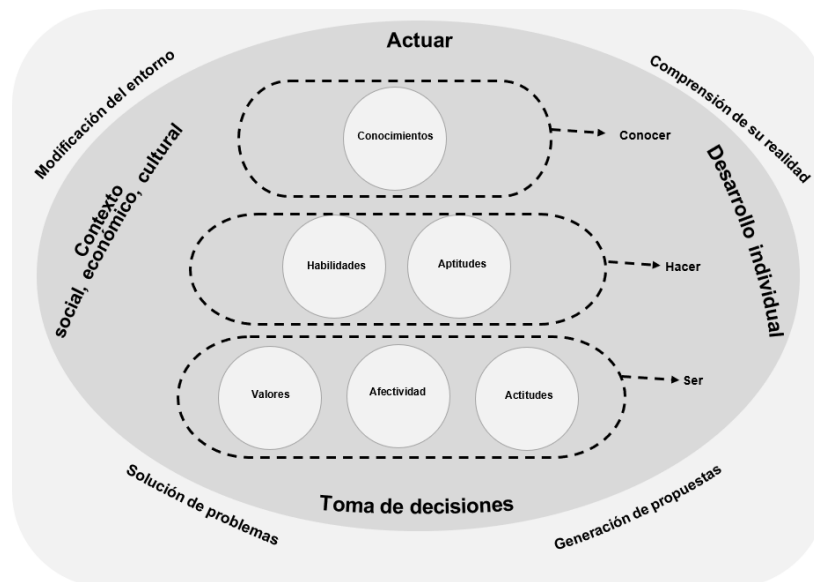 Actuar
Modificación del entorno
Comprensión de su realidad
Conocimientos
Conocer
Contexto
social, económico, cultural
Desarrollo individual
Habilidades
Aptitudes
Hacer
Valores
Afectividad
Actitudes
Ser
Solución de problemas
Toma de decisiones
Generación de propuestas